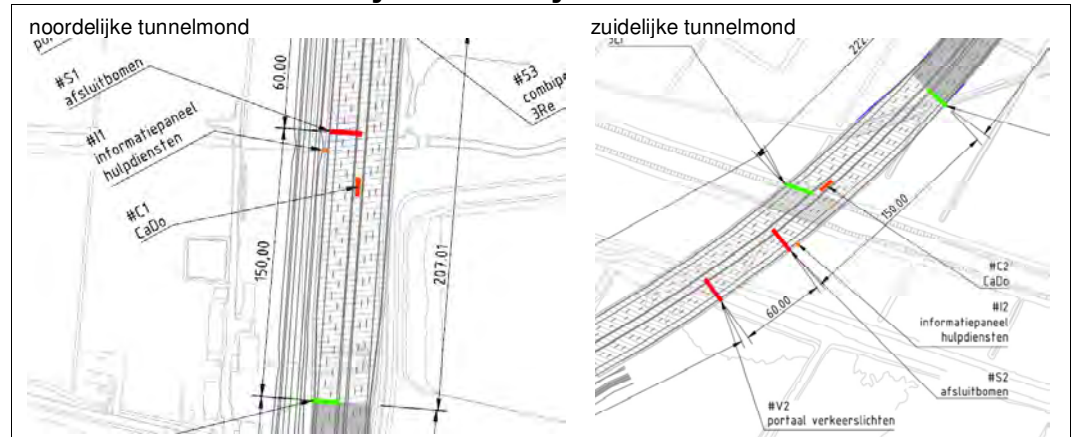 noordelijke tunnelmond
60.00
#S1
afsluitbomen
#I1
informatiepaneel
hulpdiensten
#C1
CaDo
150,00
#S3
3Re
207.01
zuidelijke tunnelmond
150.00
60.00
#C2
CaDo
#I2
informatiepaneel
hulpdiensten
#S2
afsluitbomen
#V2
portaal verkeerslichten